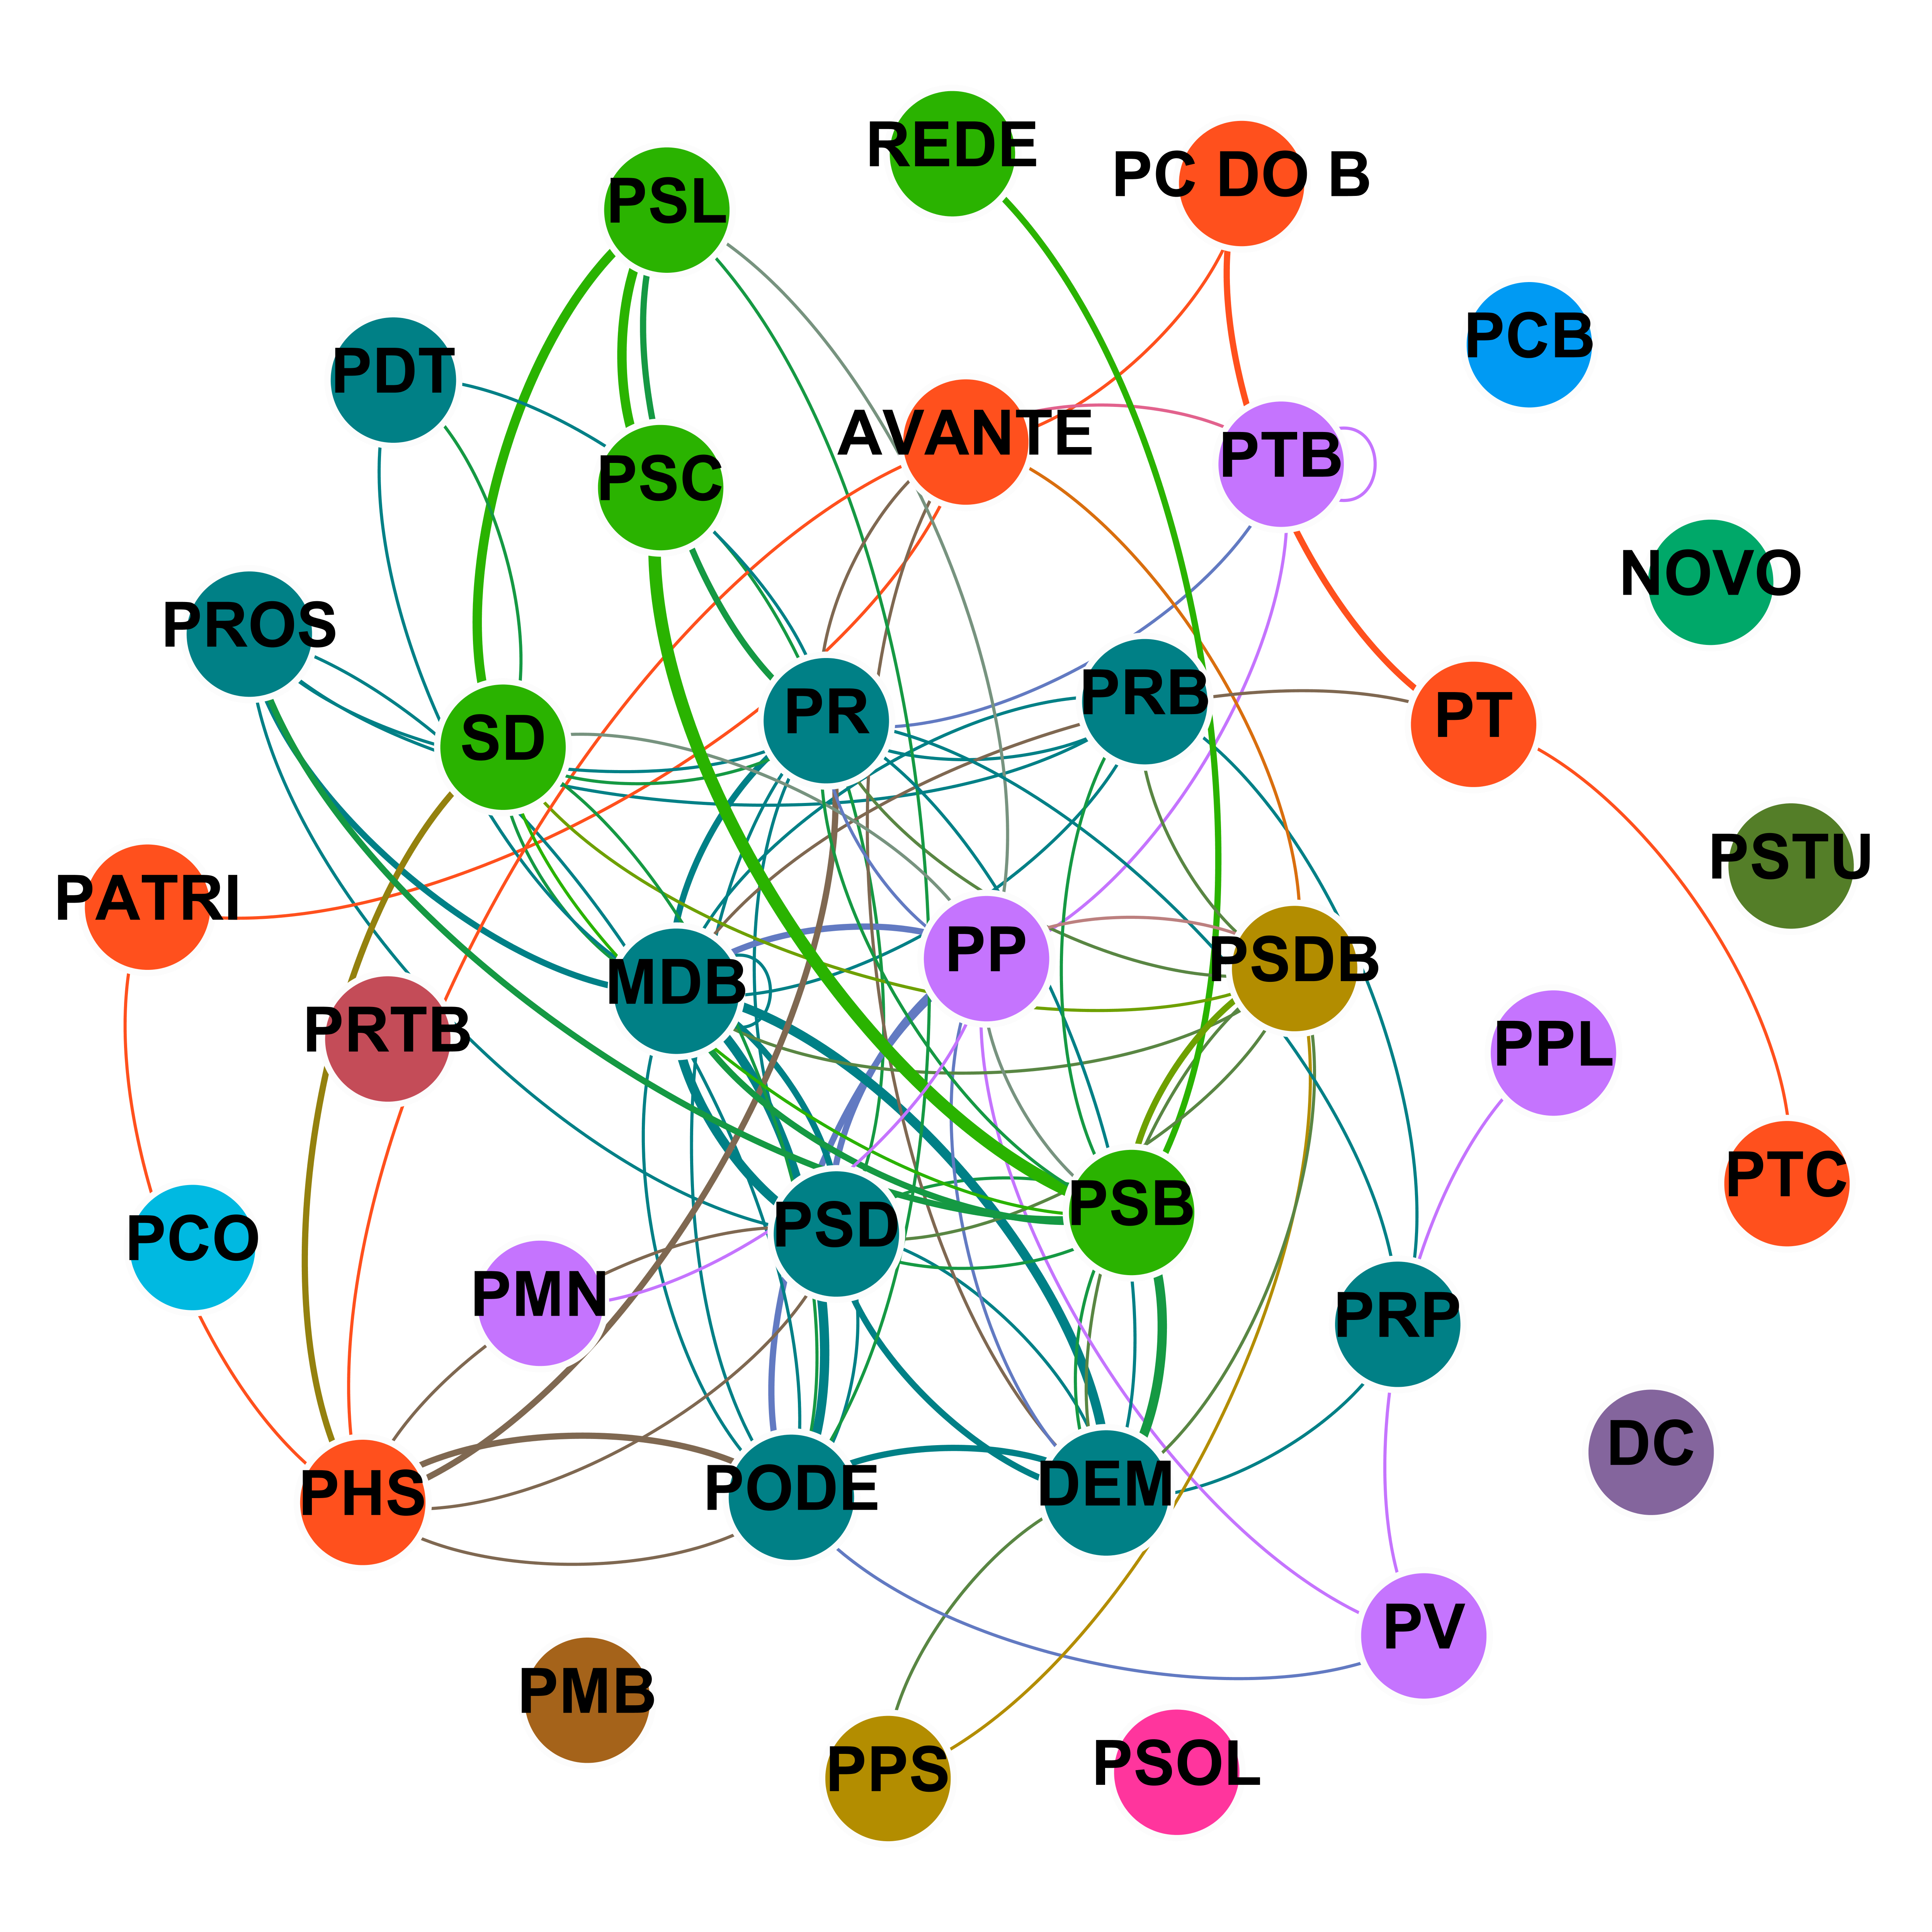 REDE
PC DO B
PSL
PCB
PDT
AVANTE
PTB
PSC
NOVO
PROS
PRB
PR
PT
SD
PSTU
PATRI
PP
PSDB
MDB
PRTB
PPL
PTC
PSB
PSD
PCO
PMN
PRP
DC
DEM
PODE
PHS
PV
PMB
PSOL
PPS